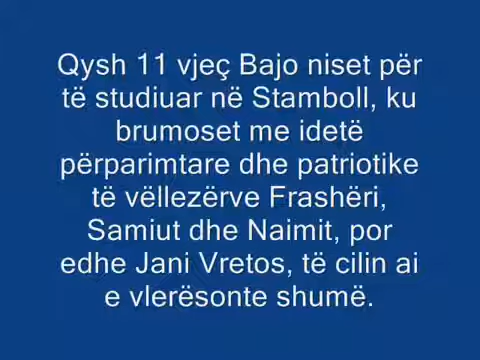 Qysh 11 vjeç Bajo niset për
të studiuar në Stamboll, ku
brumoset me idetë
përparimtare dhe patriotike
të vëllezërve Frashëri,
Samiut dhe Naimit, por
edhe Jani Vretos, të cilin ai
e vlerësonte shumë.